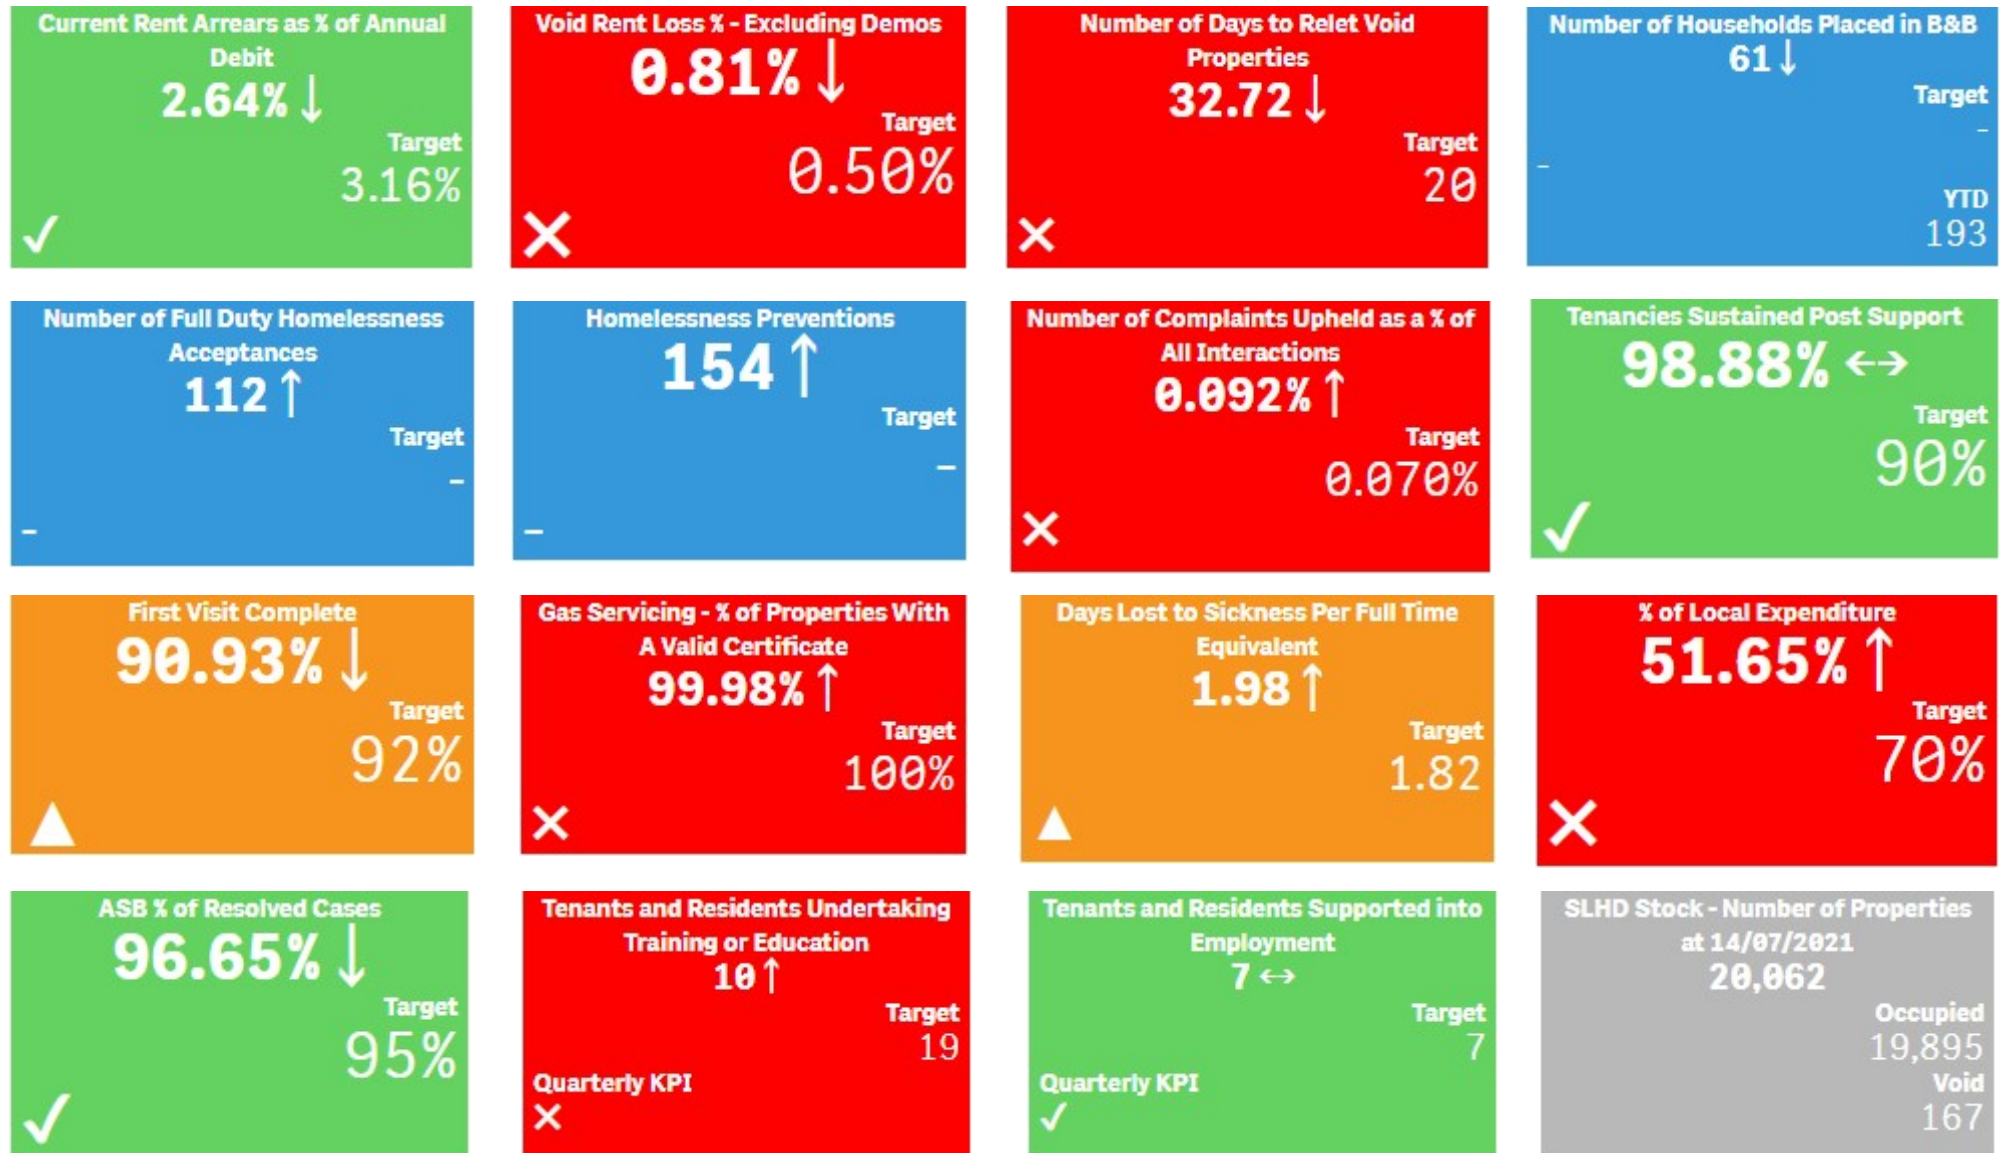 Current Rent Arrears as % of Annual
Debit
2.64% ↓
Target
3.16%
✓
Void Rent Loss % - Excluding Demos
0.81% ↓
Target
0.50%
✕
Number of Days to Relet Void
Properties
32.72 ↓
Target
20
✕
Number of Households Placed in B&B
61 ↓
Target
–
–
YTD
193
Number of Full Duty Homelessness
Acceptances
112 ↑
Target
–
–
Homelessness Preventions
154 ↑
Target
–
–
Number of Complaints Upheld as a % of
All Interactions
0.092% ↑
Target
0.070%
✕
Tenancies Sustained Post Support
98.88% ↔
Target
90%
✓
First Visit Complete
90.93% ↓
Target
92%
▲
Gas Servicing - % of Properties With
A Valid Certificate
99.98% ↑
Target
100%
✕
Days Lost to Sickness Per Full Time
Equivalent
1.98 ↑
Target
1.82
▲
% of Local Expenditure
51.65% ↑
Target
70%
✕
ASB % of Resolved Cases
96.65% ↓
Target
95%
✓
Tenants and Residents Undertaking
Training or Education
10 ↑
Target
19
Quarterly KPI
✕
Tenants and Residents Supported into
Employment
7 ↔
Target
7
Quarterly KPI
✓
SLHD Stock - Number of Properties
at 14/07/2021
20,062
Occupied
19,895
Void
167